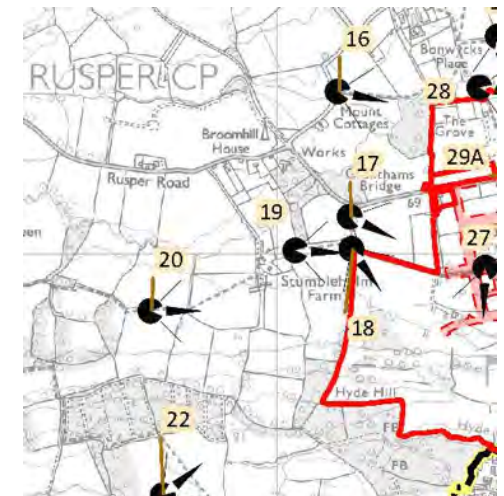 16
Bonwycks
Place
RUSPER CP
28
The
Grove
Mount
Cottages
Broomhill
House
Works
17
29A
Bridge
Rusper Road
69
19
27
20
Stumbleholm
Farm
18
Hyde Hill
22
FB
Hyde
FB